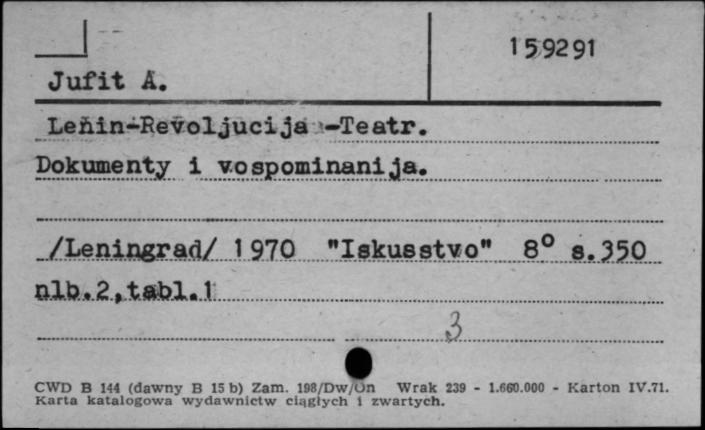 159291
Jufit A.
Lenin-Revoljucija -Teatr.
Dokumenty i vospominanija.
/Leningrad/ 1970 "Iskusstvo" 8° s.350
nlb.2,tabl.1
3
CWD B 144 (dawny B 15 b) Zam. 198/Dw/Un Wrak 239 - 1.660.000 - Karton IV.71.
Karta katalogowa wydawnictw ciągłych i zwartych.